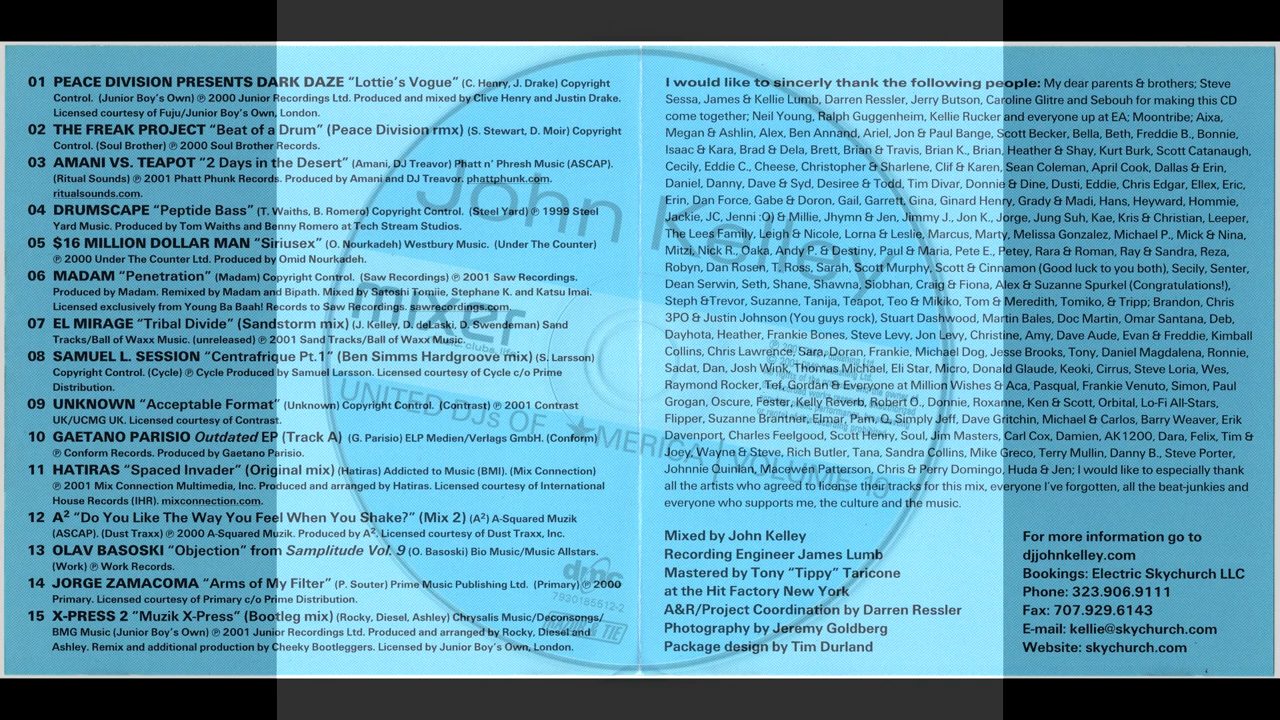 01 PEACE DIVISION PRESENTS DARK DAZE “Lottie’s Vogue” (C. Henry, J. Drake) Copyright
Control. (Junior Boy’s Own) ℗ 2000 Junior Recordings Ltd. Produced and mixed by Clive Henry and Justin Drake.
Licensed courtesy of Fuju/Junior Boy’s Own, London.
02 THE FREAK PROJECT “Beat of a Drum” (Peace Division rmx) (S. Stewart, D. Moir) Copyright
Control. (Soul Brother) ℗ 2000 Soul Brother Records.
03 AMANI VS. TEAPOT “2 Days in the Desert” (Amani, DJ Treavor) Phatt n’ Phresh Music (ASCAP).
(Ritual Sounds) ℗ 2001 Phatt Phunk Records. Produced by Amani and DJ Treavor. phattphunk.com.
ritualsounds.com.
04 DRUMSCAPE “Peptide Bass” (T. Waiths, B. Romero) Copyright Control. (Steel Yard) ℗ 1999 Steel
Yard Music. Produced by Tom Waiths and Benny Romero at Tech Stream Studios.
05 $16 MILLION DOLLAR MAN “Siriusex” (O. Nourkadeh) Westbury Music. (Under The Counter)
℗ 2000 Under The Counter Ltd. Produced by Omid Nourkadeh.
06 MADAM “Penetration” (Madam) Copyright Control. (Saw Recordings) ℗ 2001 Saw Recordings.
Produced by Madam. Remixed by Madam and Bipath. Mixed by Satoshi Tomiie, Stephane K. and Katsu Imai.
Licensed exclusively from Young Ba Baah! Records to Saw Recordings. sawrecordings.com.
07 EL MIRAGE “Tribal Divide” (Sandstorm mix) (J. Kelley, D. deLaski, D. Swendeman) Sand
Tracks/Ball of Waxx Music. (unreleased) ℗ 2001 Sand Tracks/Ball of Waxx Music.
08 SAMUEL L. SESSION “Centrafrique Pt.1” (Ben Simms Hardgroove mix) (S. Larsson)
Copyright Control. (Cycle) ℗ Cycle Produced by Samuel Larsson. Licensed courtesy of Cycle c/o Prime
Distribution.
09 UNKNOWN “Acceptable Format” (Unknown) Copyright Control. (Contrast) ℗ 2001 Contrast
UK/UCMG UK. Licensed courtesy of Contrast.
10 GAETANO PARISIO Outdated EP (Track A) (G. Parisio) ELP Medien/Verlags GmbH. (Conform)
℗ Conform Records. Produced by Gaetano Parisio.
11 HATIRAS “Spaced Invader” (Original mix) (Hatiras) Addicted to Music (BMI). (Mix Connection)
℗ 2001 Mix Connection Multimedia, Inc. Produced and arranged by Hatiras. Licensed courtesy of International
House Records (IHR). mixconnection.com.
12 A² “Do You Like The Way You Feel When You Shake?” (Mix 2) (A²) A-Squared Muzik
(ASCAP). (Dust Traxx) ℗ 2000 A-Squared Muzik. Produced by A². Licensed courtesy of Dust Traxx, Inc.
13 OLAV BASOSKI “Objection” from Samplitude Vol. 9 (O. Basoski) Bio Music/Music Allstars.
(Work) ℗ Work Records.
14 JORGE ZAMACOMA “Arms of My Filter” (P. Souter) Prime Music Publishing Ltd. (Primary) ℗ 2000
Primary. Licensed courtesy of Primary c/o Prime Distribution.
15 X-PRESS 2 “Muzik X-Press” (Bootleg mix) (Rocky, Diesel, Ashley) Chrysalis Music/Deconsongs/
BMG Music (Junior Boy’s Own) ℗ 2001 Junior Recordings Ltd. Produced and arranged by Rocky, Diesel and
Ashley. Remix and additional production by Cheeky Bootleggers. Licensed by Junior Boy’s Own, London.
I would like to sincerly thank the following people: My dear parents & brothers; Steve
Sessa, James & Kellie Lumb, Darren Ressler, Jerry Butson, Caroline Glitre and Sebouh for making this CD
come together; Neil Young, Ralph Guggenheim, Kellie Rucker and everyone up at EA; Moontribe; Aixa,
Megan & Ashlin, Alex, Ben Annand, Ariel, Jon & Paul Bange, Scott Becker, Bella, Beth, Freddie B., Bonnie,
Isaac & Kara, Brad & Dela, Brett, Brian & Travis, Brian K., Brian, Heather & Shay, Kurt Burk, Scott Catanaugh,
Cecily, Eddie C., Cheese, Christopher & Sharlene, Clif & Karen, Sean Coleman, April Cook, Dallas & Erin,
Daniel, Danny, Dave & Syd, Desiree & Todd, Tim Divar, Donnie & Dine, Dusti, Eddie, Chris Edgar, Ellex, Eric,
Erin, Dan Force, Gabe & Doron, Gail, Garrett, Gina, Ginard Henry, Grady & Madi, Hans, Heyward, Hommie,
Jackie, JC, Jenni :O) & Millie, Jhymn & Jen, Jimmy J., Jon K., Jorge, Jung Suh, Kae, Kris & Christian, Leeper,
The Lees Family, Leigh & Nicole, Lorna & Leslie, Marcus, Marty, Melissa Gonzalez, Michael P., Mick & Nina,
Mitzi, Nick R., Oaka, Andy P. & Destiny, Paul & Maria, Pete E., Petey, Rara & Roman, Ray & Sandra, Reza,
Robyn, Dan Rosen, T. Ross, Sarah, Scott Murphy, Scott & Cinnamon (Good luck to you both), Secily, Senter,
Dean Serwin, Seth, Shane, Shawna, Siobhan, Craig & Fiona, Alex & Suzanne Spurkel (Congratulations!),
Steph &Trevor, Suzanne, Tanija, Teapot, Teo & Mikko, Tom & Meredith, Tomiko, & Tripp; Brandon, Chris
3PO & Justin Johnson (You guys rock), Stuart Dashwood, Martin Bales, Doc Martin, Omar Santana, Deb,
Dayhota, Heather, Frankie Bones, Steve Levy, Jon Levy, Christine, Amy, Dave Aude, Evan & Freddie, Kimball
Collins, Chris Lawrence, Sara, Doran, Frankie, Michael Dog, Jesse Brooks, Tony, Daniel Magdalena, Ronnie,
Sadat, Dan, Josh Wink, Thomas Michael, Eli Star, Micro, Donald Glaude, Keoki, Cirrus, Steve Loria, Wes,
Raymond Rocker, Tef, Gordan & Everyone at Million Wishes & Aca, Pasqual, Frankie Venuto, Simon, Paul
Grogan, Oscure, Faster, Kelly Reverb, Robert O., Donnie, Roxanne, Ken & Scott, Orbital, Lo-Fi All-Stars,
Flipper, Suzanne Brantner, Elmar, Pam, Q, Simply Jeff, Dave Gritchin, Michael & Carlos, Barry Weaver, Erik
Davenport, Charles Feelgood, Scott Henry, Soul, Jim Masters, Carl Cox, Damien, AK1200, Dara, Felix, Tim &
Joey, Wayne & Steve, Rich Butler, Tana, Sandra Collins, Mike Greco, Terry Mullin, Danny B., Steve Porter,
Johnnie Quinlan, Macewen Patterson, Chris & Perry Domingo, Huda & Jen; I would like to especially thank
all the artists who agreed to license their tracks for this mix, everyone I’ve forgotten, all the beat-junkies and
everyone who supports me, the culture and the music.
Mixed by John Kelley
Recording Engineer James Lumb
Mastered by Tony “Tippy” Taricone
at the Hit Factory New York
A&R/Project Coordination by Darren Ressler
Photography by Jeremy Goldberg
Package design by Tim Durland
For more information go to
djjohnkelley.com
Bookings: Electric Skychurch LLC
Phone: 323.906.9111
Fax: 707.929.6143
E-mail: kellie@skychurch.com
Website: skychurch.com
John Kelley
mixer
UNITED DJs OF ★MERICA | VOLUME 19
dmc
7930185512-2